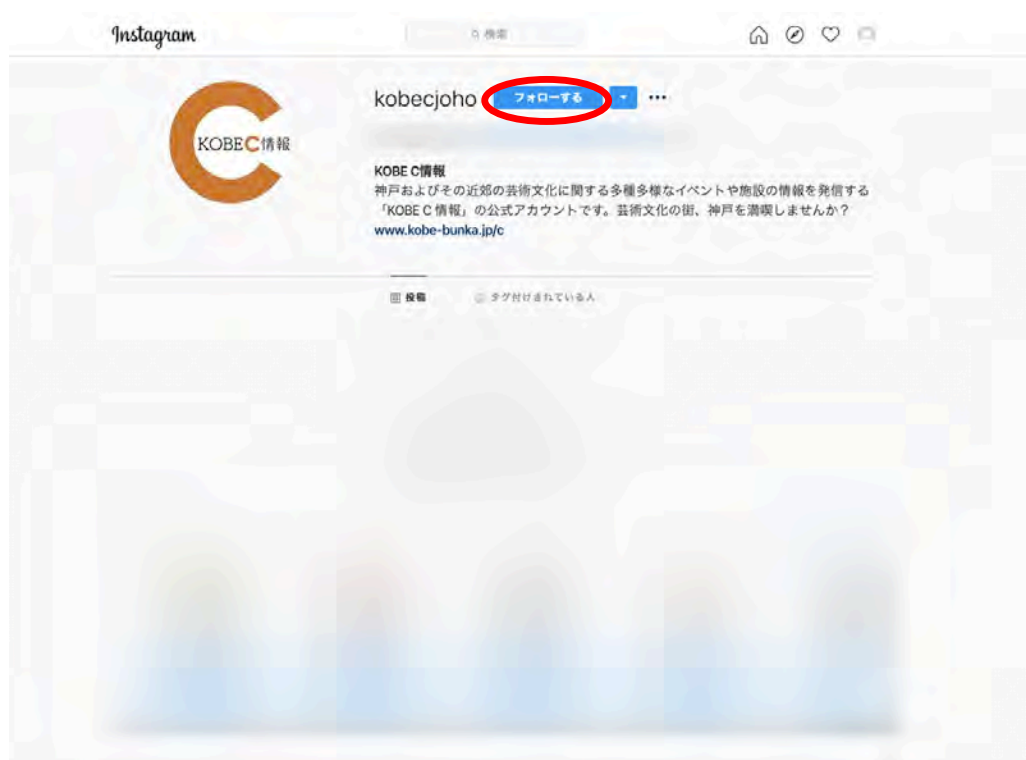 Instagram
検索
kobecjoho フォローする
KOBE C情報
KOBE C情報
神戸およびその近郊の芸術文化に関する多種多様なイベントや施設の情報を発信する
「KOBE C 情報」の公式アカウントです。芸術文化の街、神戸を満喫しませんか？
www.kobe-bunka.jp/c
投稿 タグ付けされている人